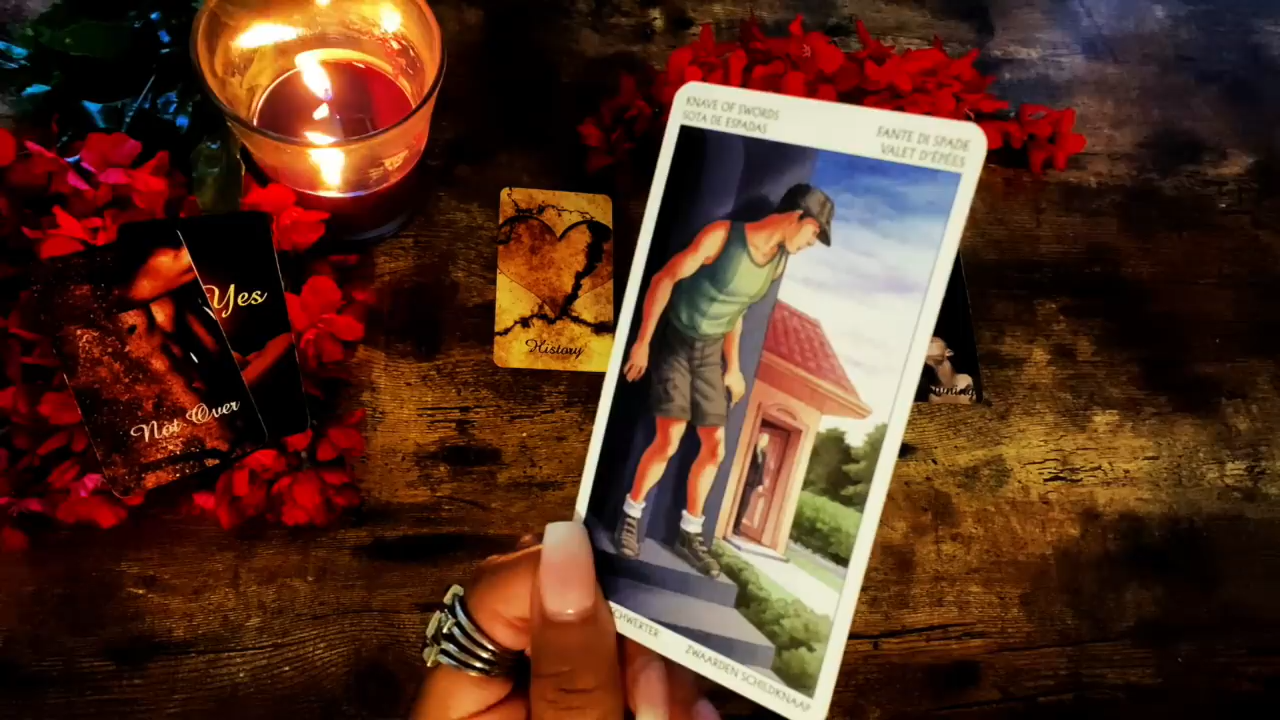 KNAVE OF SWORDS
SOTA DE ESPADAS
FANTE DI SPADE
VALET D'ÉPÉES
Yes
Not Over
History
SCHWERTER
ZWAARDEN SCHILDKNAAP